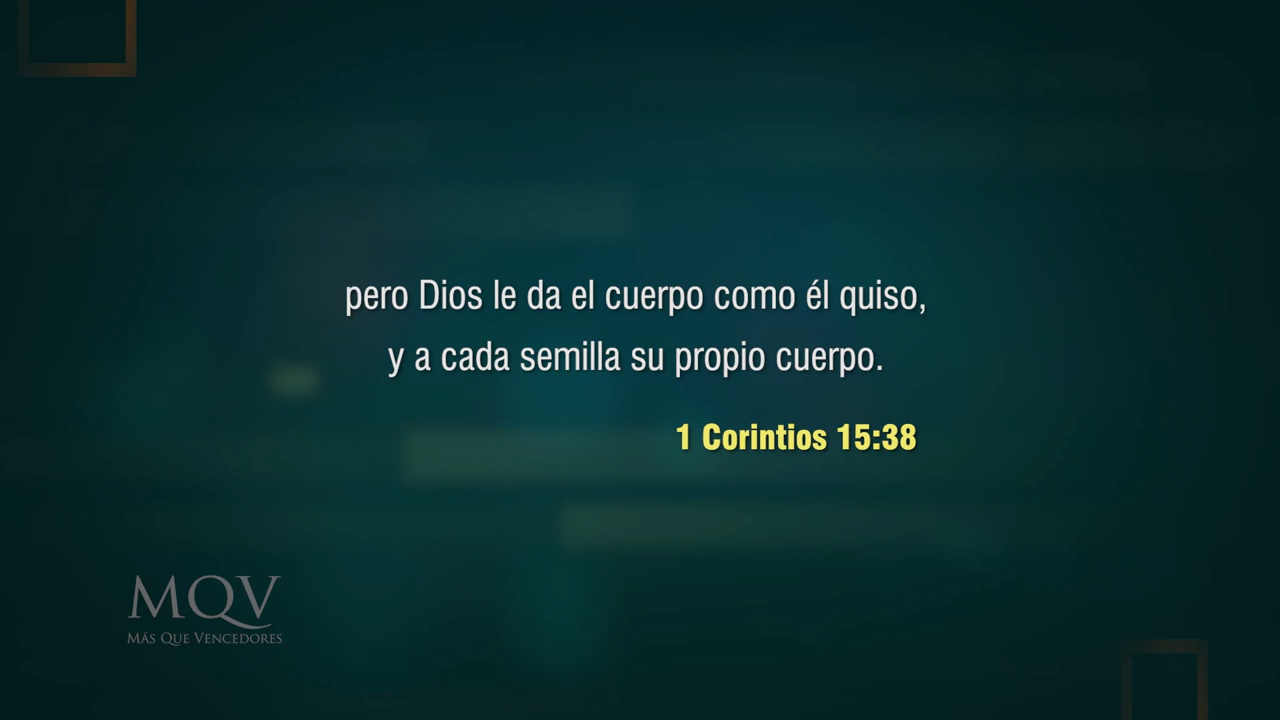 pero Dios le da el cuerpo como él quiso,
y a cada semilla su propio cuerpo.
1 Corintios 15:38
MQV
MÁS QUE VENCEDORES